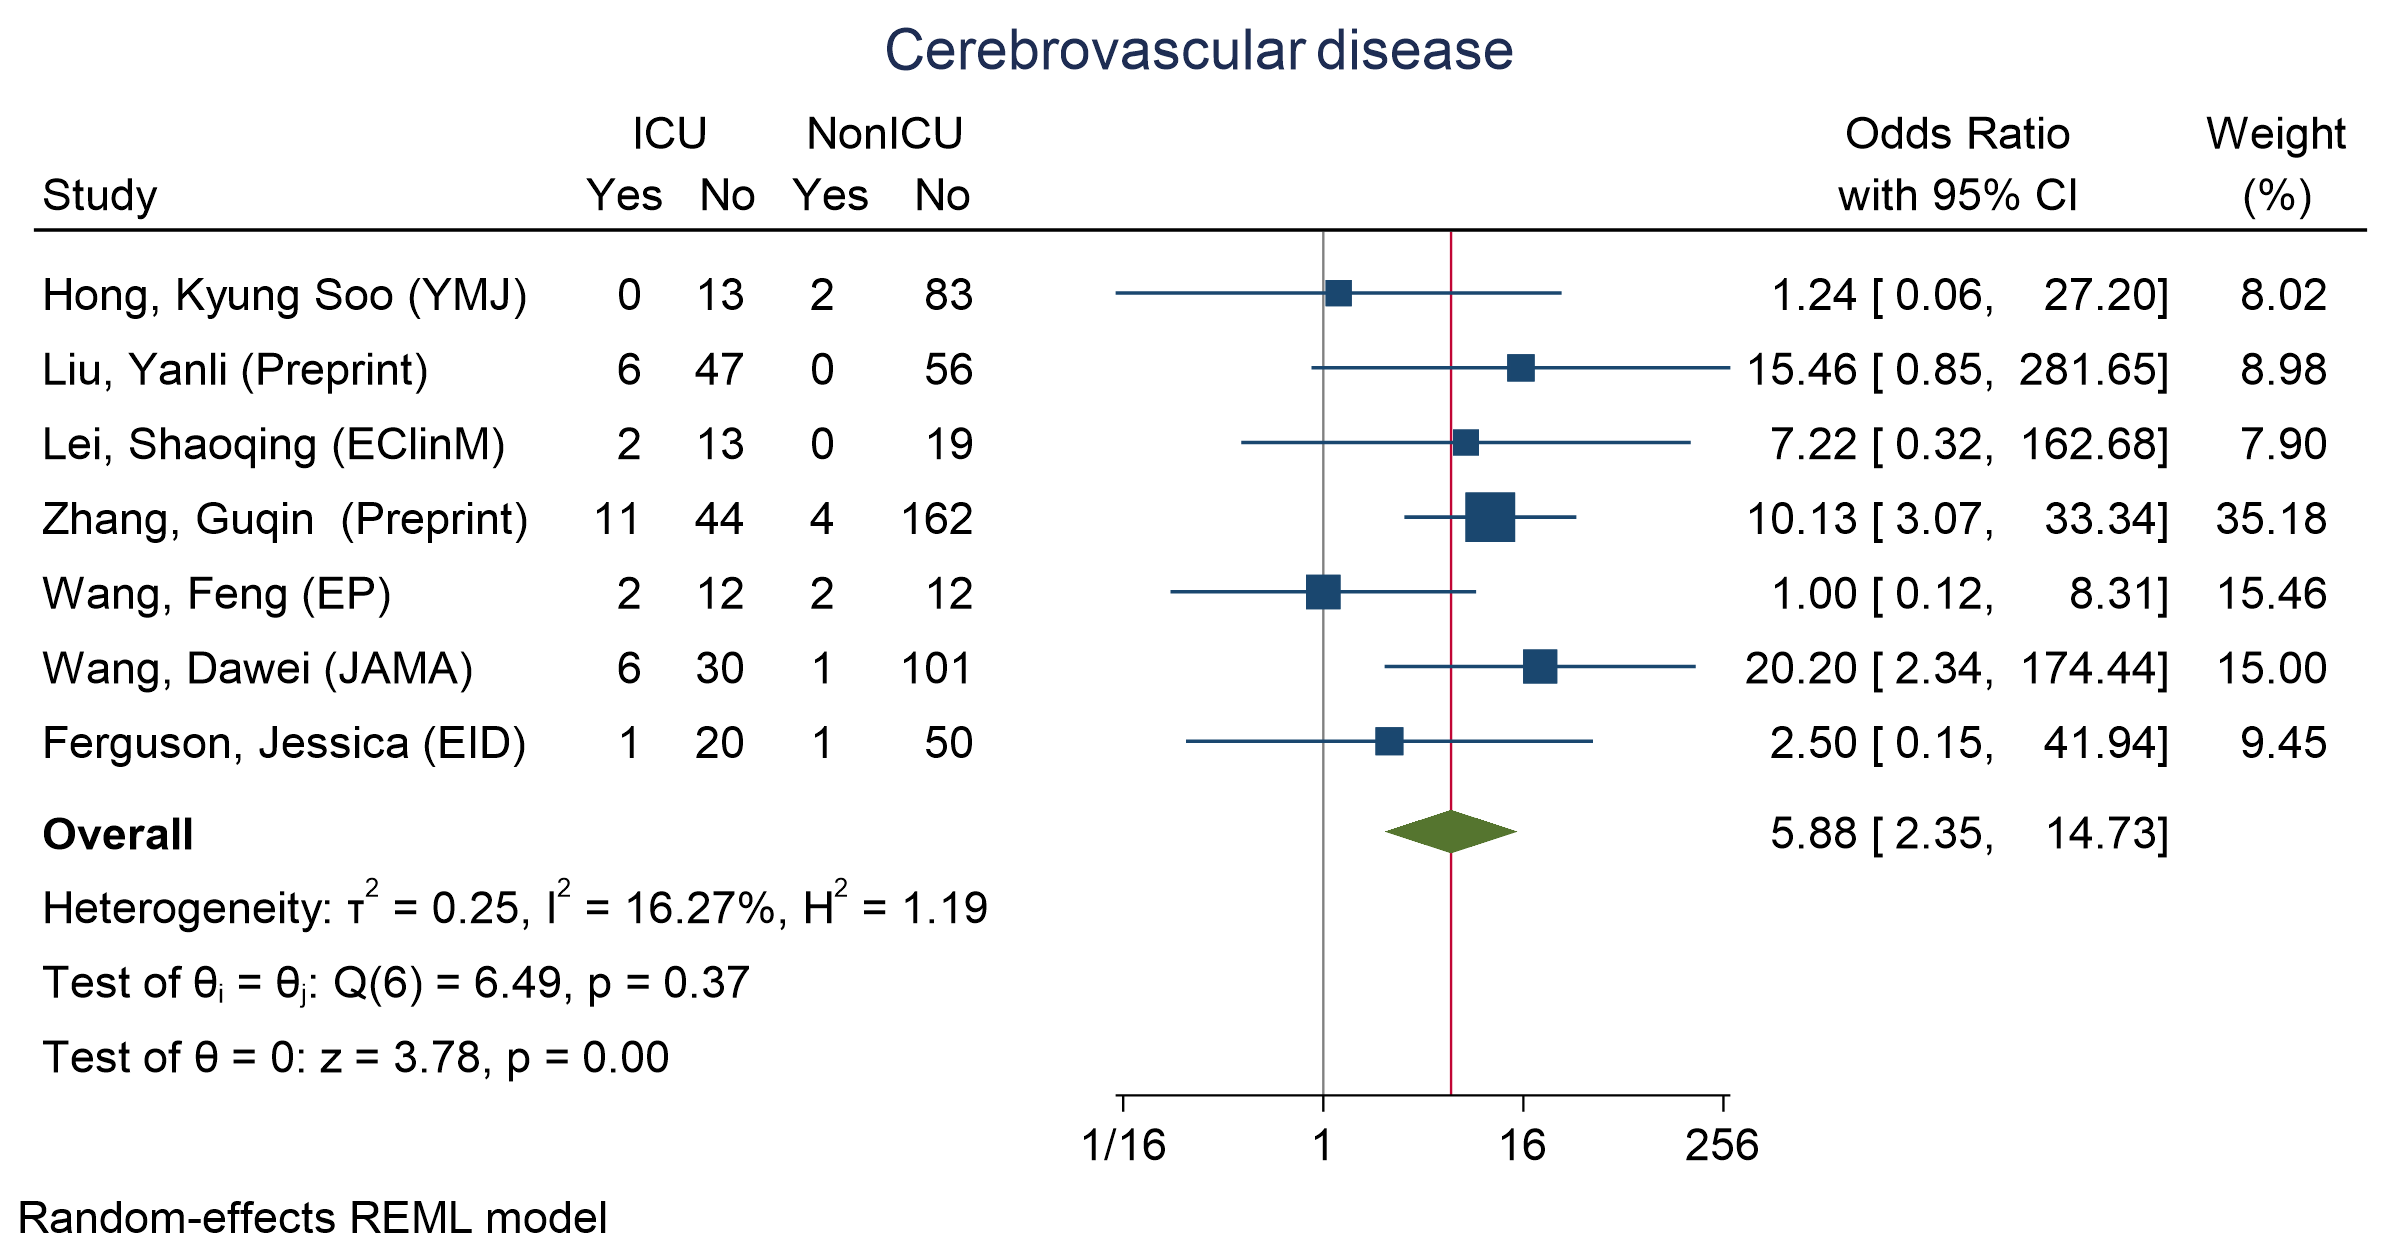 Cerebrovascular disease
ICU NonICU Odds Ratio Weight
Study Yes No Yes No with 95% CI (%)
Hong, Kyung Soo (YMJ) 0 13 2 83 1.24 [ 0.06, 27.20] 8.02
Liu, Yanli (Preprint) 6 47 0 56 15.46 [ 0.85, 281.65] 8.98
Lei, Shaoqing (EClinM) 2 13 0 19 7.22 [ 0.32, 162.68] 7.90
Zhang, Guqin (Preprint) 11 44 4 162 10.13 [ 3.07, 33.34] 35.18
Wang, Feng (EP) 2 12 2 12 1.00 [ 0.12, 8.31] 15.46
Wang, Dawei (JAMA) 6 30 1 101 20.20 [ 2.34, 174.44] 15.00
Ferguson, Jessica (EID) 1 20 1 50 2.50 [ 0.15, 41.94] 9.45
Overall 5.88 [ 2.35, 14.73]
Heterogeneity: τ² = 0.25, I² = 16.27%, H² = 1.19
Test of θᵢ = θⱼ: Q(6) = 6.49, p = 0.37
Test of θ = 0: z = 3.78, p = 0.00
1/16 1 16 256
Random-effects REML model